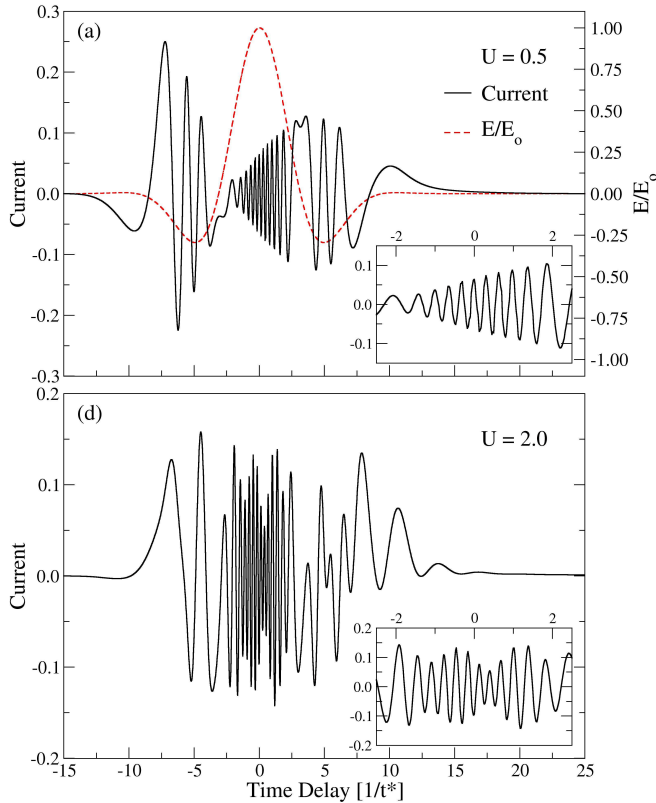 (a)
U = 0.5
Current
E/Eo
0.3
0.2
0.1
0.0
-0.1
-0.2
-0.3
Current
1.00
0.75
0.50
0.25
0.00
-0.25
-0.50
-0.75
-1.00
E/Eo
-2 0 2
0.1
0.0
-0.1
(d)
U = 2.0
0.2
0.1
0.0
-0.1
-0.2
Current
-2 0 2
0.2
0.1
0.0
-0.1
-0.2
-15 -10 -5 0 5 10 15 20 25
Time Delay [1/t*]